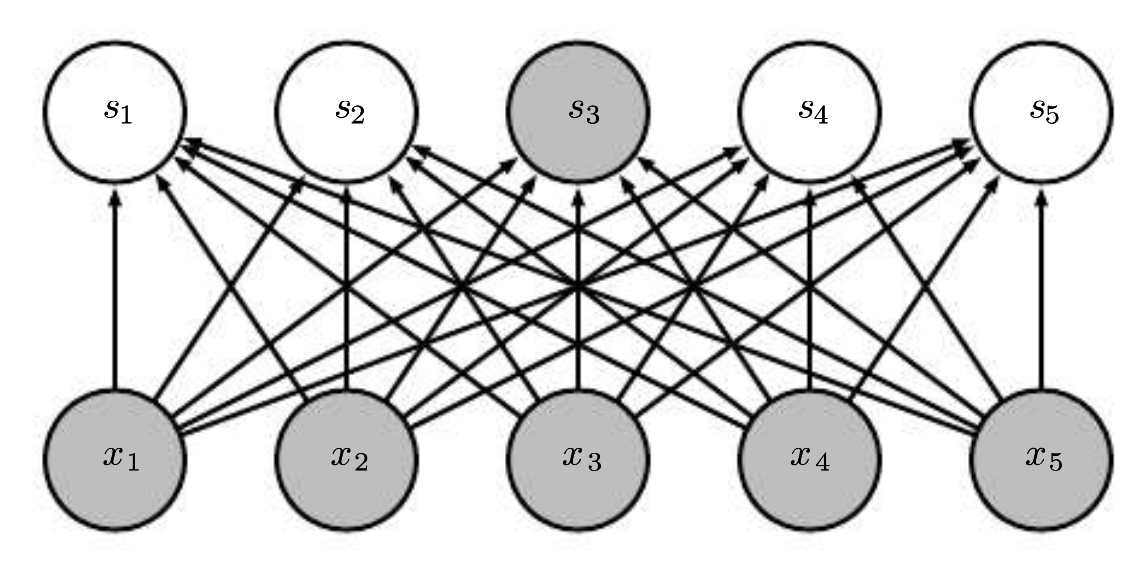 s₁ s₂ s₃ s₄ s₅
x₁ x₂ x₃ x₄ x₅